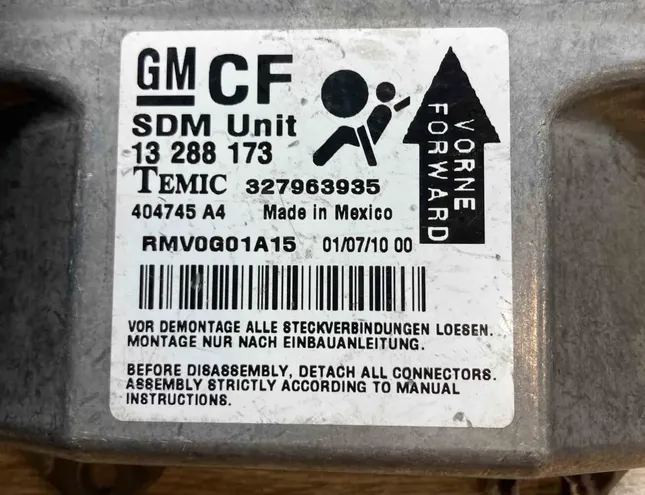 GM CF
SDM Unit
13 288 173
TEMIC 327963935
404745 A4 Made in Mexico
RMV0G01A15 01/07/10 00
VORNE
FORWARD
VOR DEMONTAGE ALLE STECKVERBINDUNGEN LOESEN.
MONTAGE NUR NACH EINBAUANLEITUNG.
BEFORE DISASSEMBLY, DETACH ALL CONNECTORS.
ASSEMBLY STRICTLY ACCORDING TO MANUAL
INSTRUCTIONS.